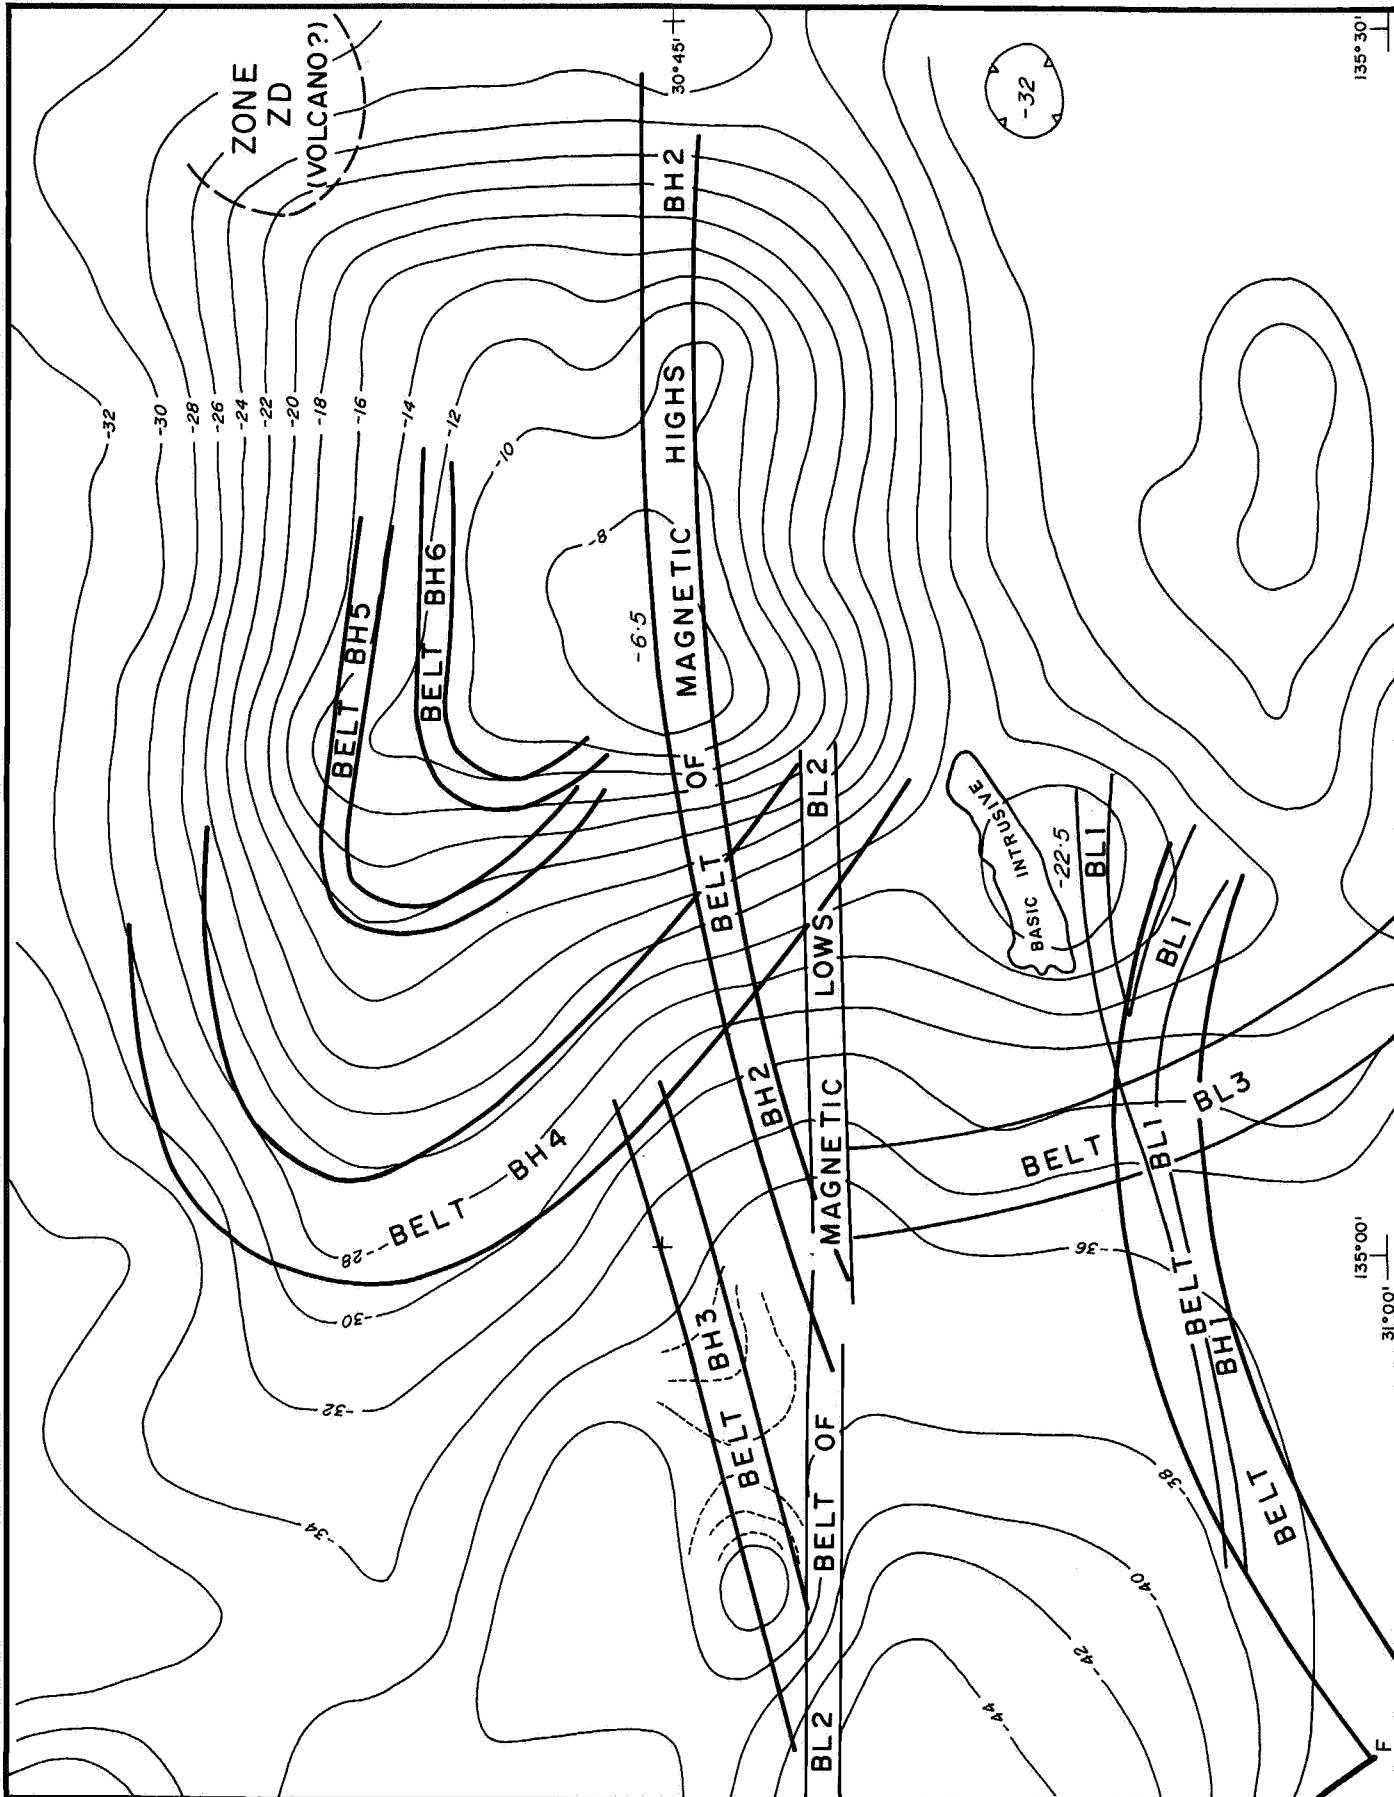 ZONE
ZD
(VOLCANO?)
30°45'
135°30'
-32
BH2
-32
-30
-28
-26
-24
-22
-20
-18
-16
-14
-12
-10
-8
-6·5
BELT BH5
BELT BH6
BELT OF MAGNETIC HIGHS
BH2
BL2
BELT OF MAGNETIC LOWS
BL2
BASIC INTRUSIVE
-22·5
BL1
BL1
BL1
BELT
BELT BL3
BELT BH4
BELT BH3
BELT BH1
-28
-30
-32
-34
-36
-38
-40
-42
-44
135°00'
31°00'
F